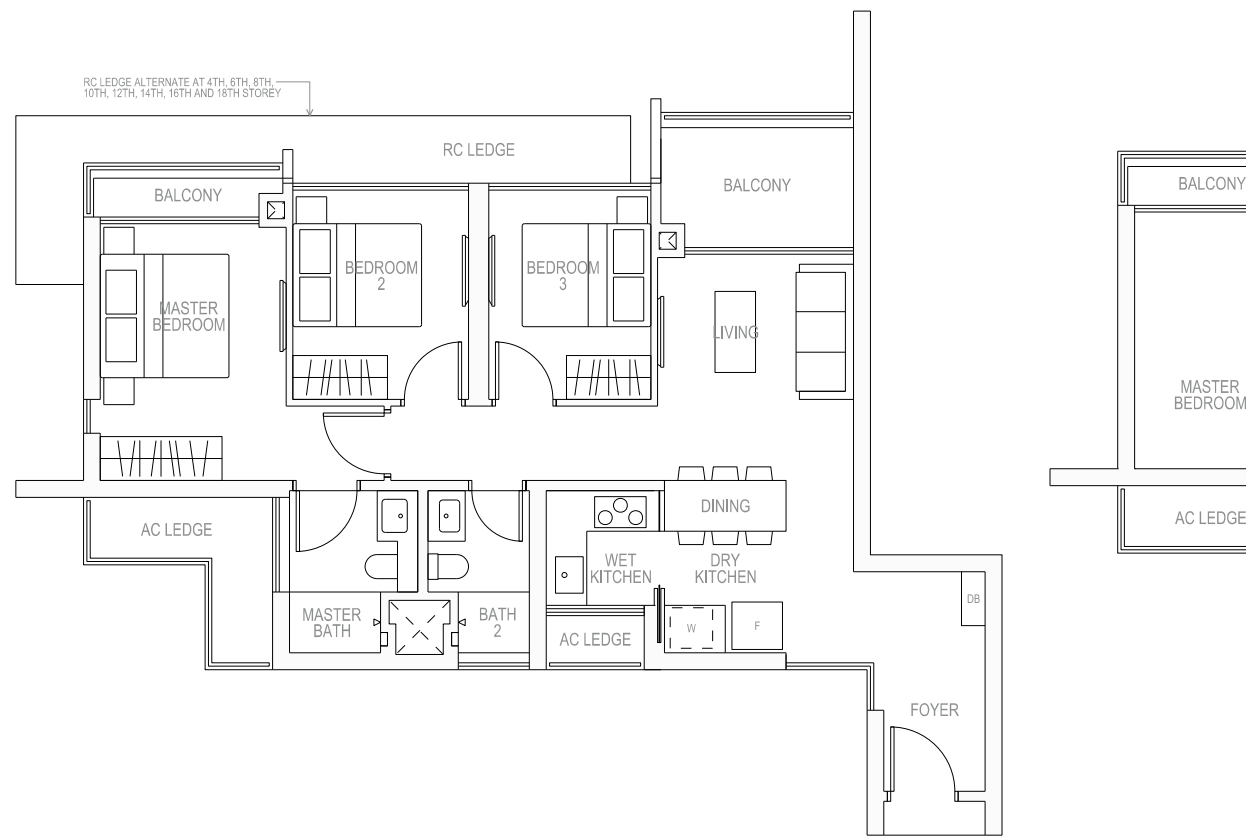 RC LEDGE ALTERNATE AT 4TH, 6TH, 8TH,
10TH, 12TH, 14TH, 16TH AND 18TH STOREY
RC LEDGE
BALCONY
BALCONY
BALCONY
BEDROOM
2
BEDROOM
3
MASTER
BEDROOM
LIVING
MASTER
BEDROOM
DINING
AC LEDGE
AC LEDGE
WET
KITCHEN
DRY
KITCHEN
DB
MASTER
BATH
BATH
2
AC LEDGE
W
F
FOYER